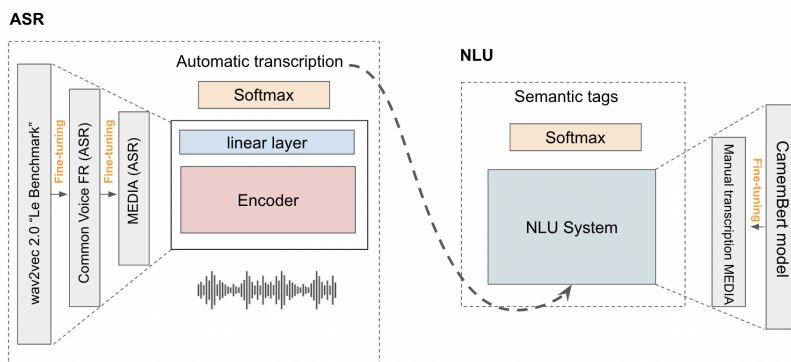 ASR
Automatic transcription
Softmax
linear layer
Encoder
wav2vec 2.0 “Le Benchmark”
Fine-tuning
Common Voice FR (ASR)
Fine-tuning
MEDIA (ASR)
NLU
Semantic tags
Softmax
NLU System
Manual transcription MEDIA
Fine-tuning
CamemBert model